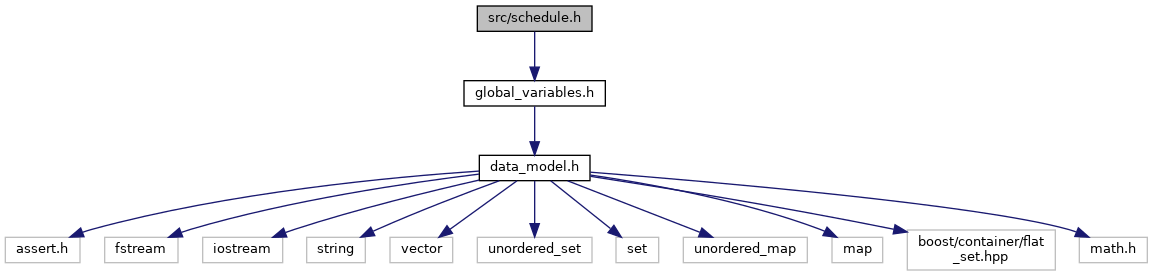 src/schedule.h
global_variables.h
data_model.h
assert.h
fstream
iostream
string
vector
unordered_set
set
unordered_map
map
boost/container/flat
_set.hpp
math.h